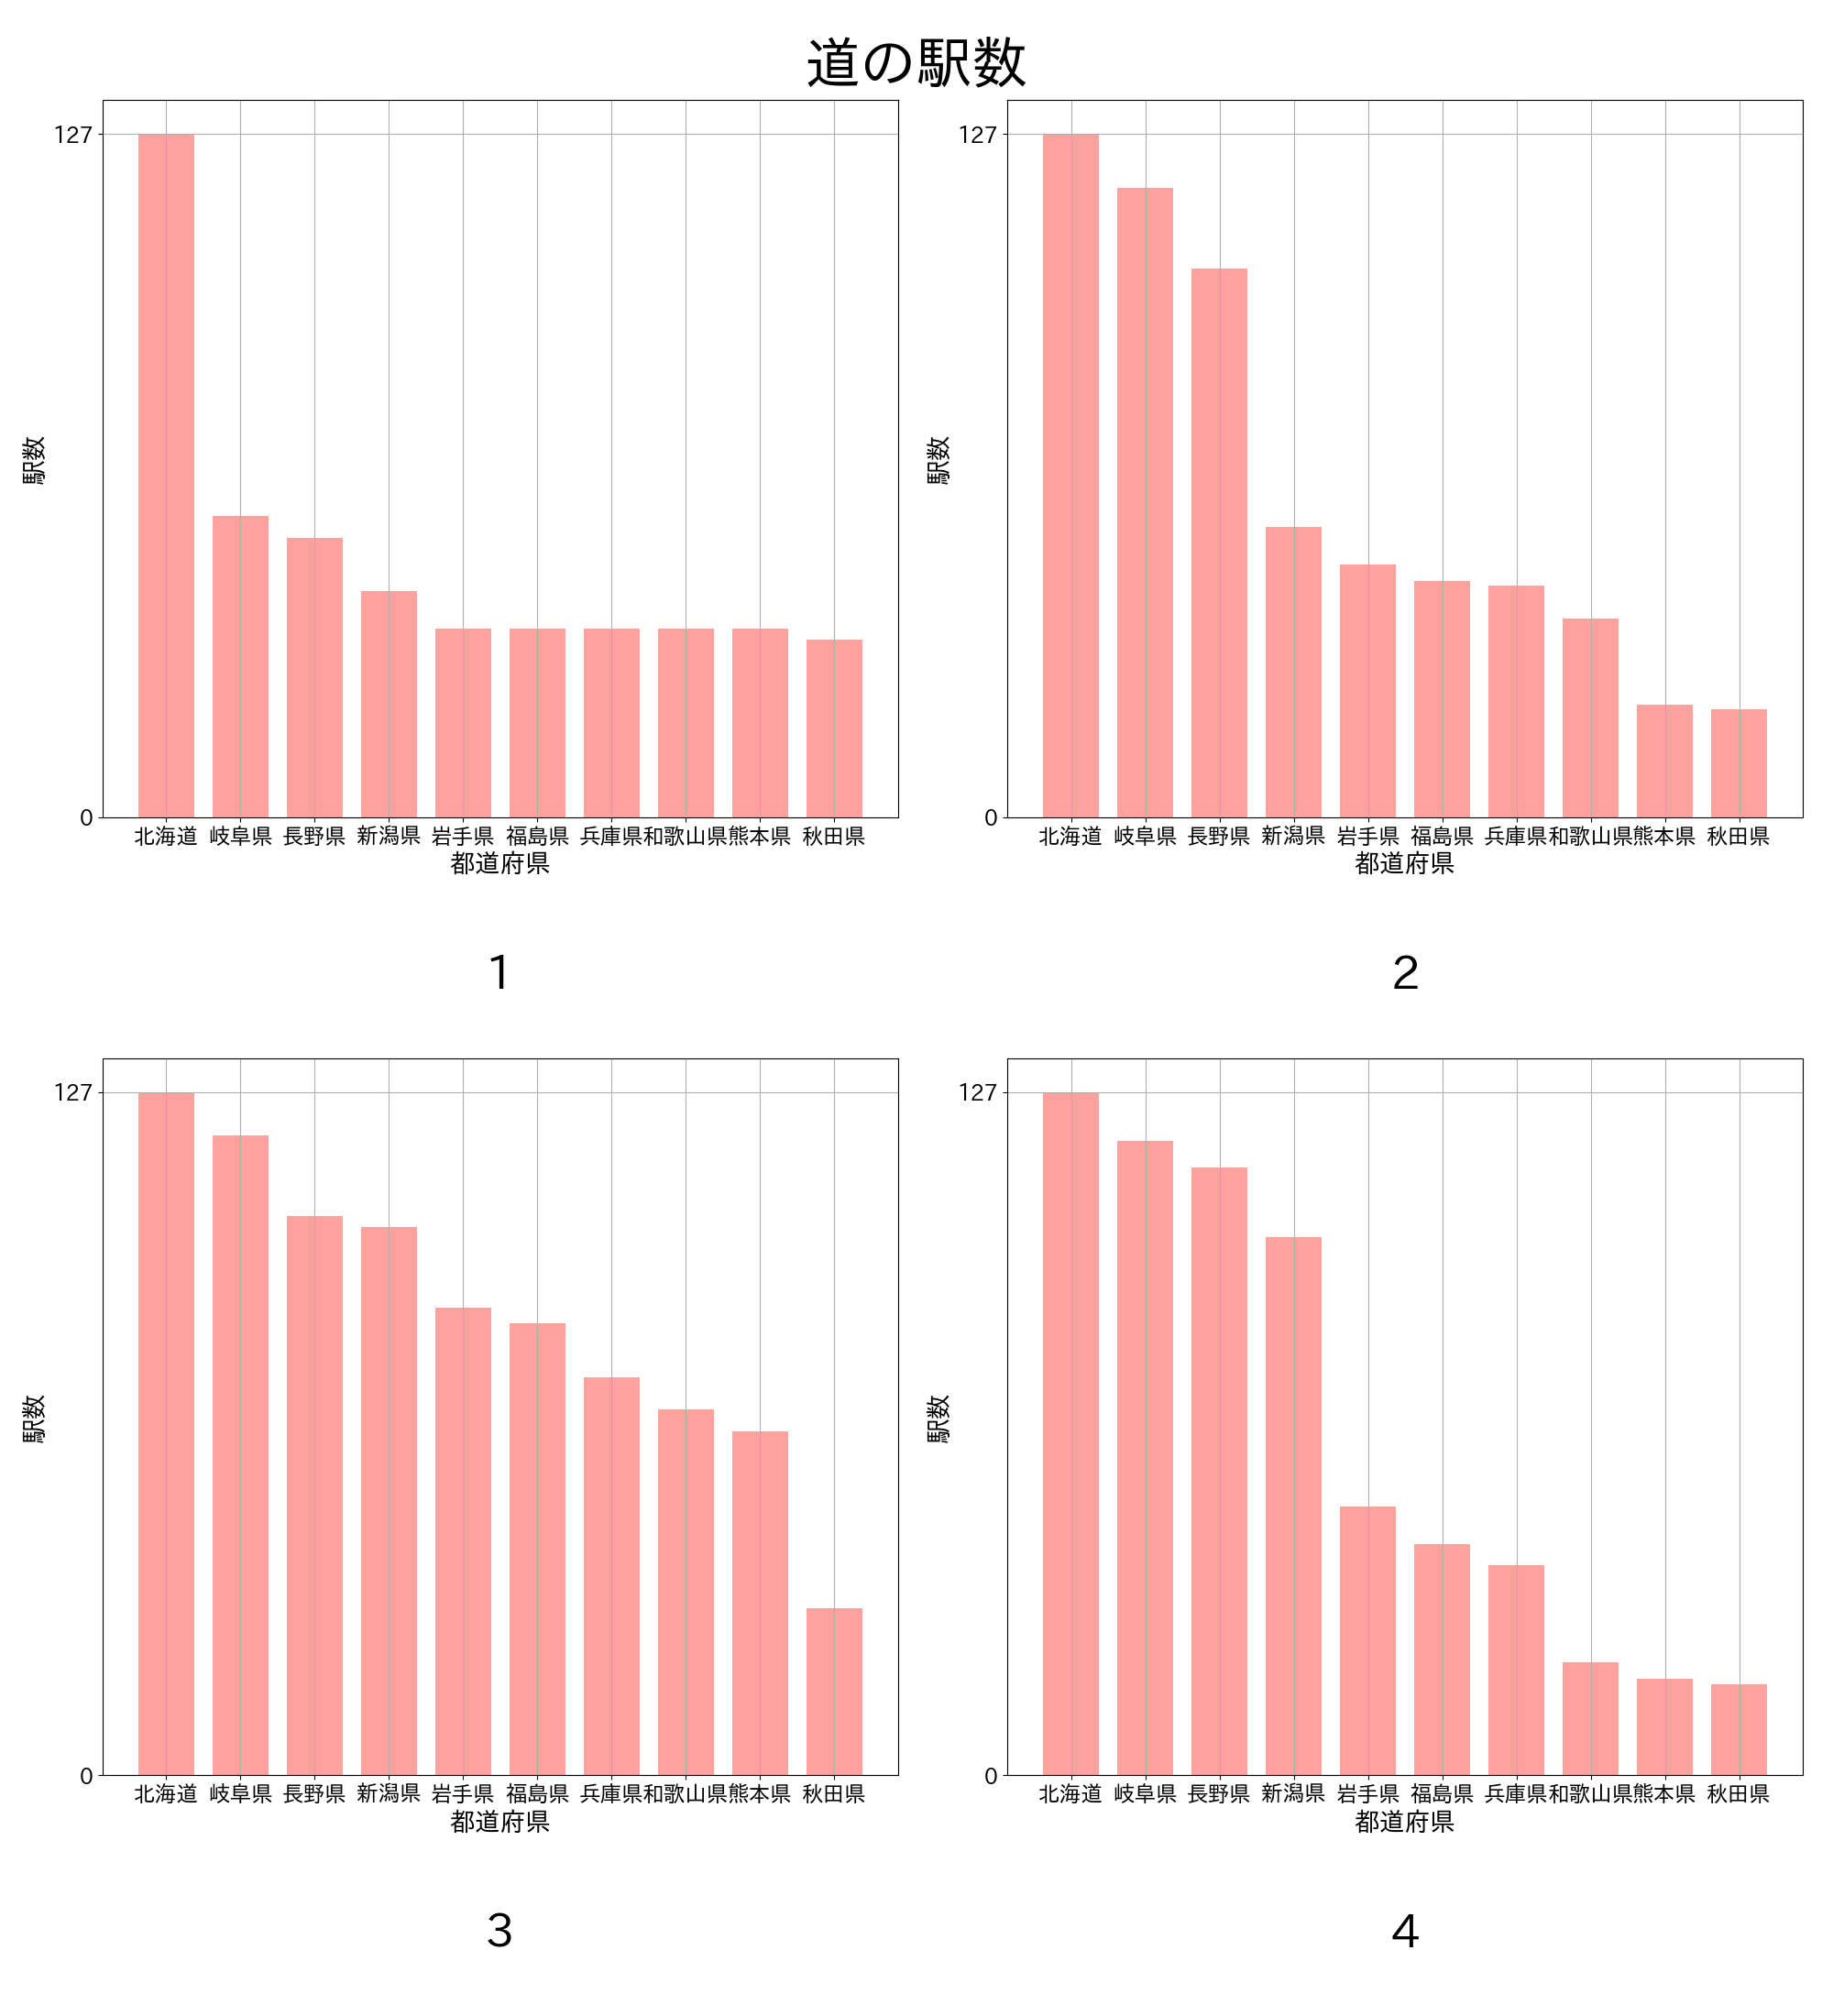 道の駅数
127
0
駅数
北海道 岐阜県 長野県 新潟県 岩手県 福島県 兵庫県 和歌山県 熊本県 秋田県
都道府県
1
127
0
駅数
北海道 岐阜県 長野県 新潟県 岩手県 福島県 兵庫県 和歌山県 熊本県 秋田県
都道府県
2
127
0
駅数
北海道 岐阜県 長野県 新潟県 岩手県 福島県 兵庫県 和歌山県 熊本県 秋田県
都道府県
3
127
0
駅数
北海道 岐阜県 長野県 新潟県 岩手県 福島県 兵庫県 和歌山県 熊本県 秋田県
都道府県
4